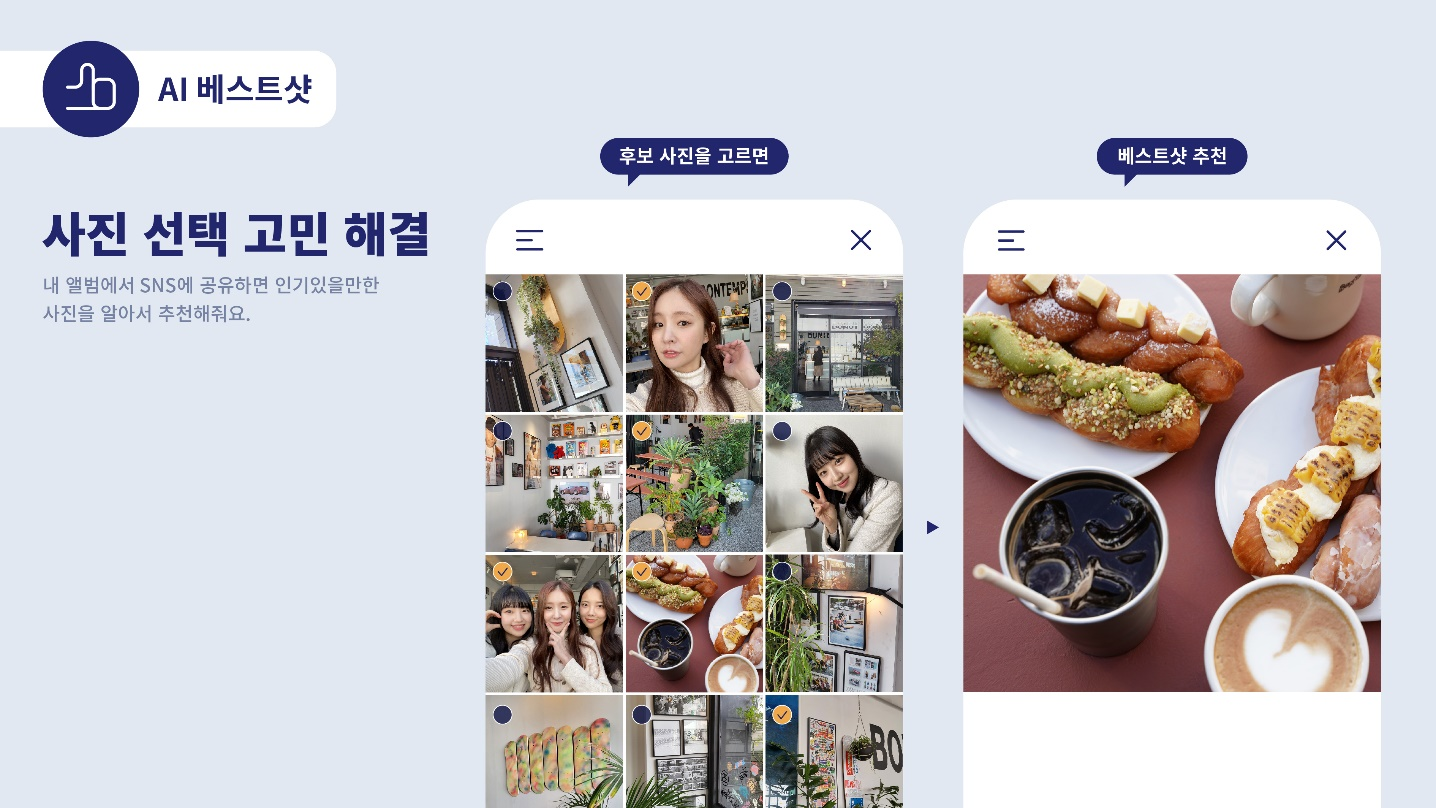 AI 베스트샷
후보 사진을 고르면
베스트샷 추천
사진 선택 고민 해결
내 앨범에서 SNS에 공유하면 인기있을만한
사진을 알아서 추천해줘요.